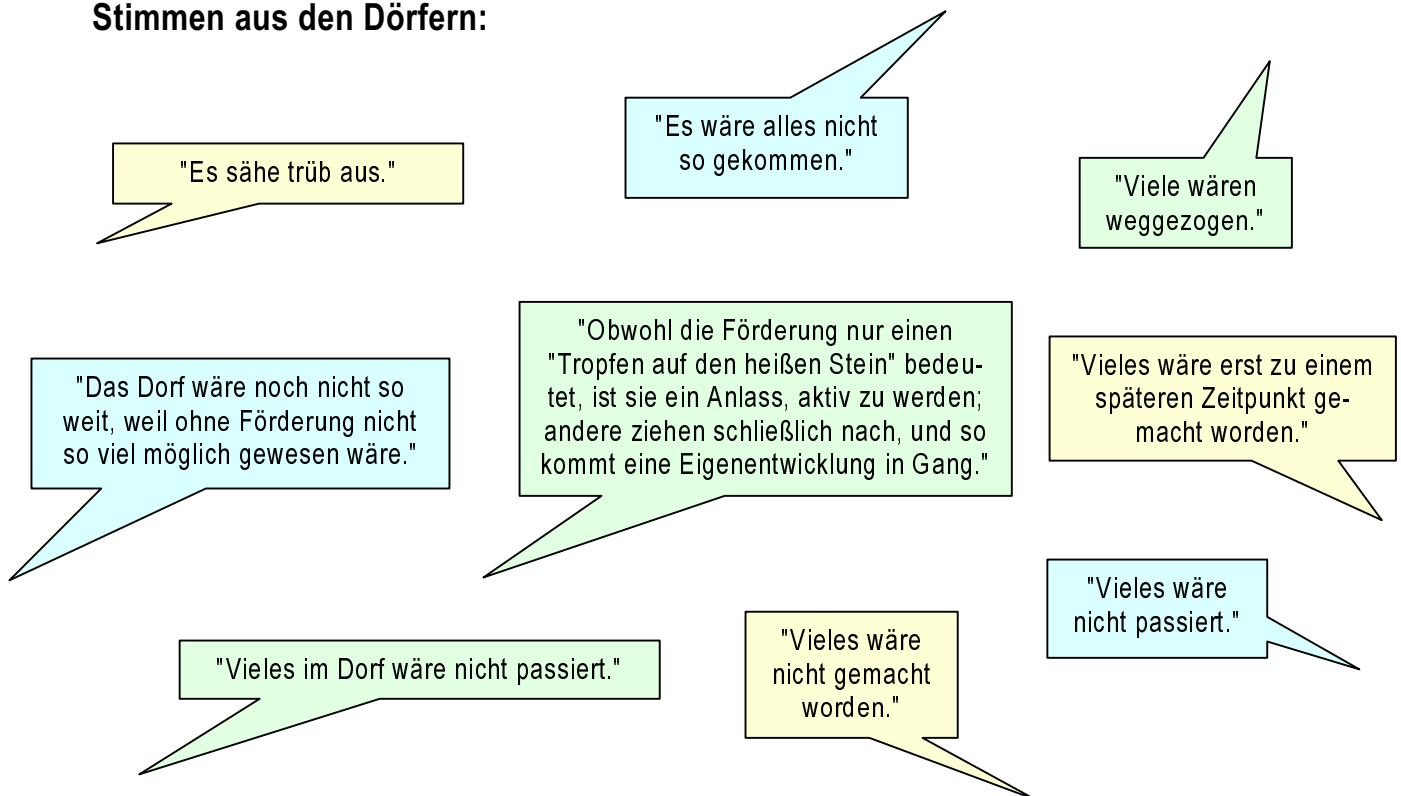 Stimmen aus den Dörfern:
"Es wäre alles nicht
so gekommen."
"Es sähe trüb aus."
"Viele wären
weggezogen."
"Obwohl die Förderung nur einen
"Tropfen auf den heißen Stein" bedeu-
tet, ist sie ein Anlass, aktiv zu werden;
andere ziehen schließlich nach, und so
kommt eine Eigenentwicklung in Gang."
"Vieles wäre erst zu einem
späteren Zeitpunkt ge-
macht worden."
"Das Dorf wäre noch nicht so
weit, weil ohne Förderung nicht
so viel möglich gewesen wäre."
"Vieles wäre
nicht passiert."
"Vieles wäre
nicht gemacht
worden."
"Vieles im Dorf wäre nicht passiert."